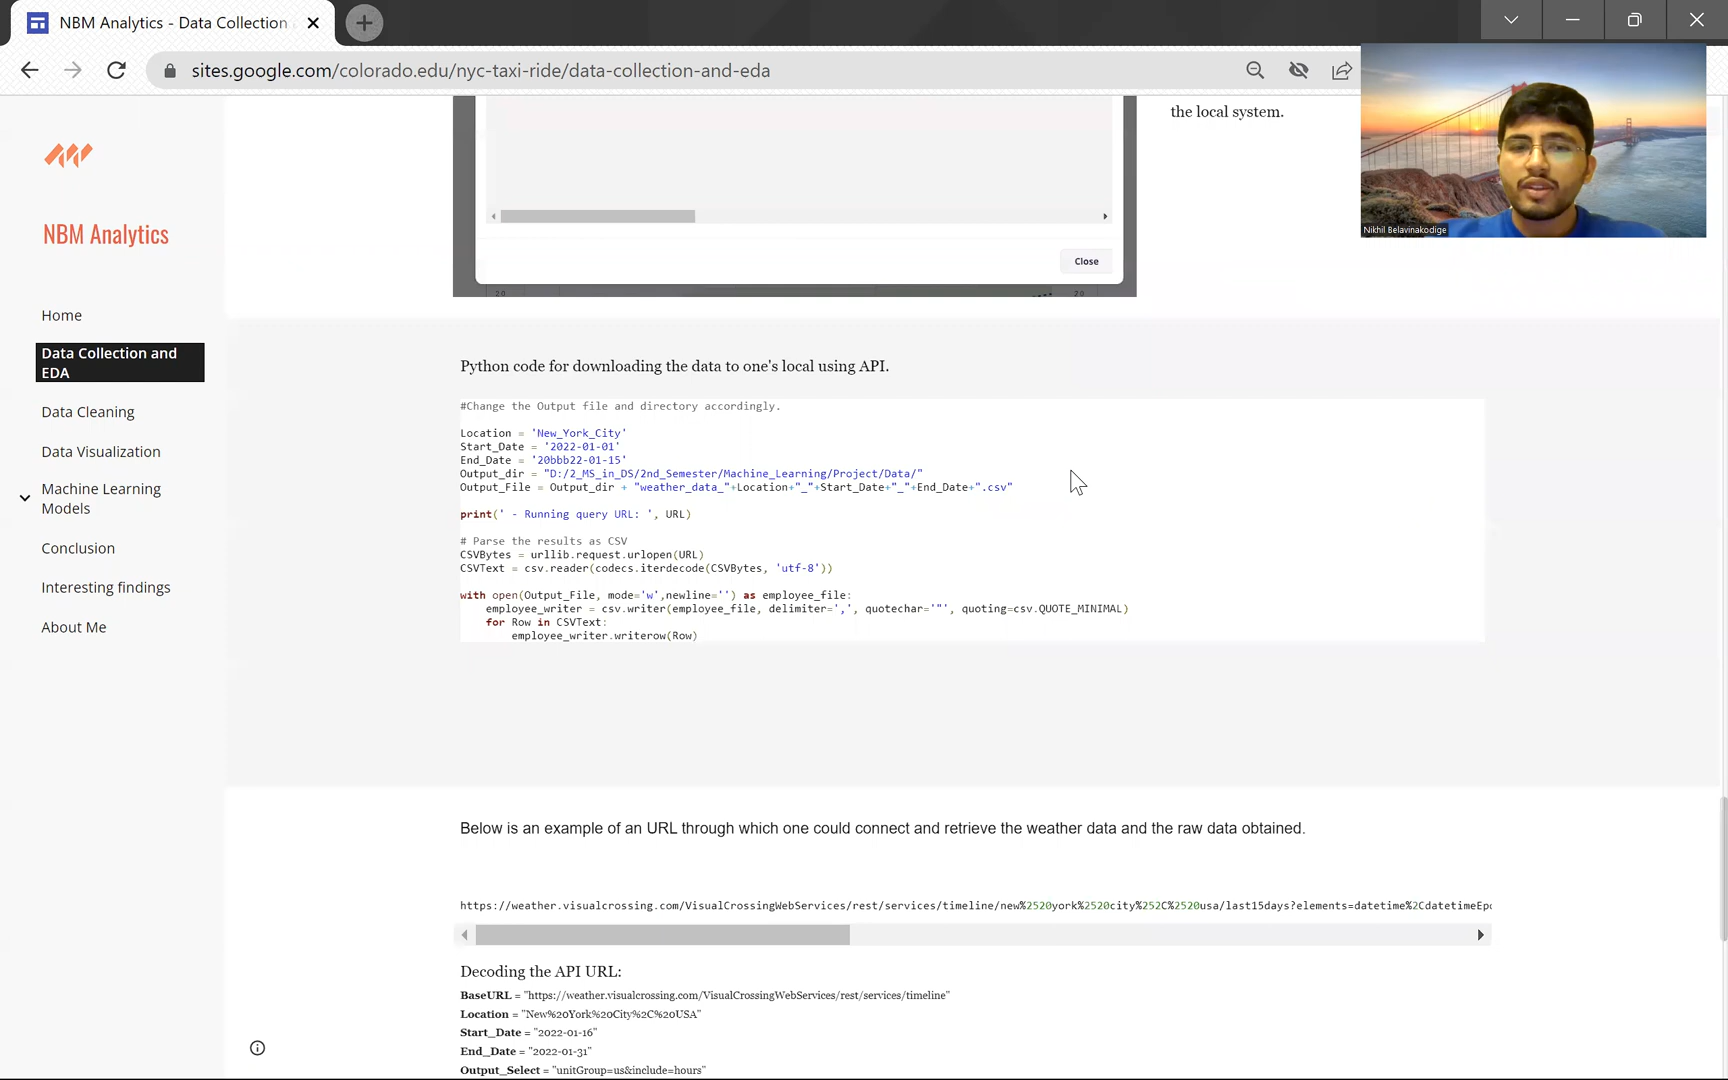 NBM Analytics - Data Collection
sites.google.com/colorado.edu/nyc-taxi-ride/data-collection-and-eda
the local system.
Nikhil Belavinakodige
NBM Analytics
Home
Data Collection and
EDA
Data Cleaning
Data Visualization
Machine Learning
Models
Conclusion
Interesting findings
About Me
Close
20
20
Python code for downloading the data to one's local using API.
#Change the Output file and directory accordingly.
Location = 'New_York_City'
Start_Date = '2022-01-01'
End_Date = '20bbb22-01-15'
Output_dir = "D:/2_MS_in_DS/2nd_Semester/Machine_Learning/Project/Data/"
Output_File = Output_dir + "weather_data_"+Location+"_"+Start_Date+"_"+End_Date+".csv"
print(' - Running query URL: ', URL)
# Parse the results as CSV
CSVBytes = urllib.request.urlopen(URL)
CSVText = csv.reader(codecs.iterdecode(CSVBytes, 'utf-8'))
with open(Output_File, mode='w',newline='') as employee_file:
employee_writer = csv.writer(employee_file, delimiter=',', quotechar='"', quoting=csv.QUOTE_MINIMAL)
for Row in CSVText:
employee_writer.writerow(Row)
Below is an example of an URL through which one could connect and retrieve the weather data and the raw data obtained.
https://weather.visualcrossing.com/VisualCrossingWebServices/rest/services/timeline/new%2520york%2520city%252C%2520usa/last15days?elements=datetime%2CdatetimeEpo
Decoding the API URL:
BaseURL = "https://weather.visualcrossing.com/VisualCrossingWebServices/rest/services/timeline"
Location = "New%20York%20City%2C%20USA"
Start_Date = "2022-01-16"
End_Date = "2022-01-31"
Output_Select = "unitGroup=us&include=hours"